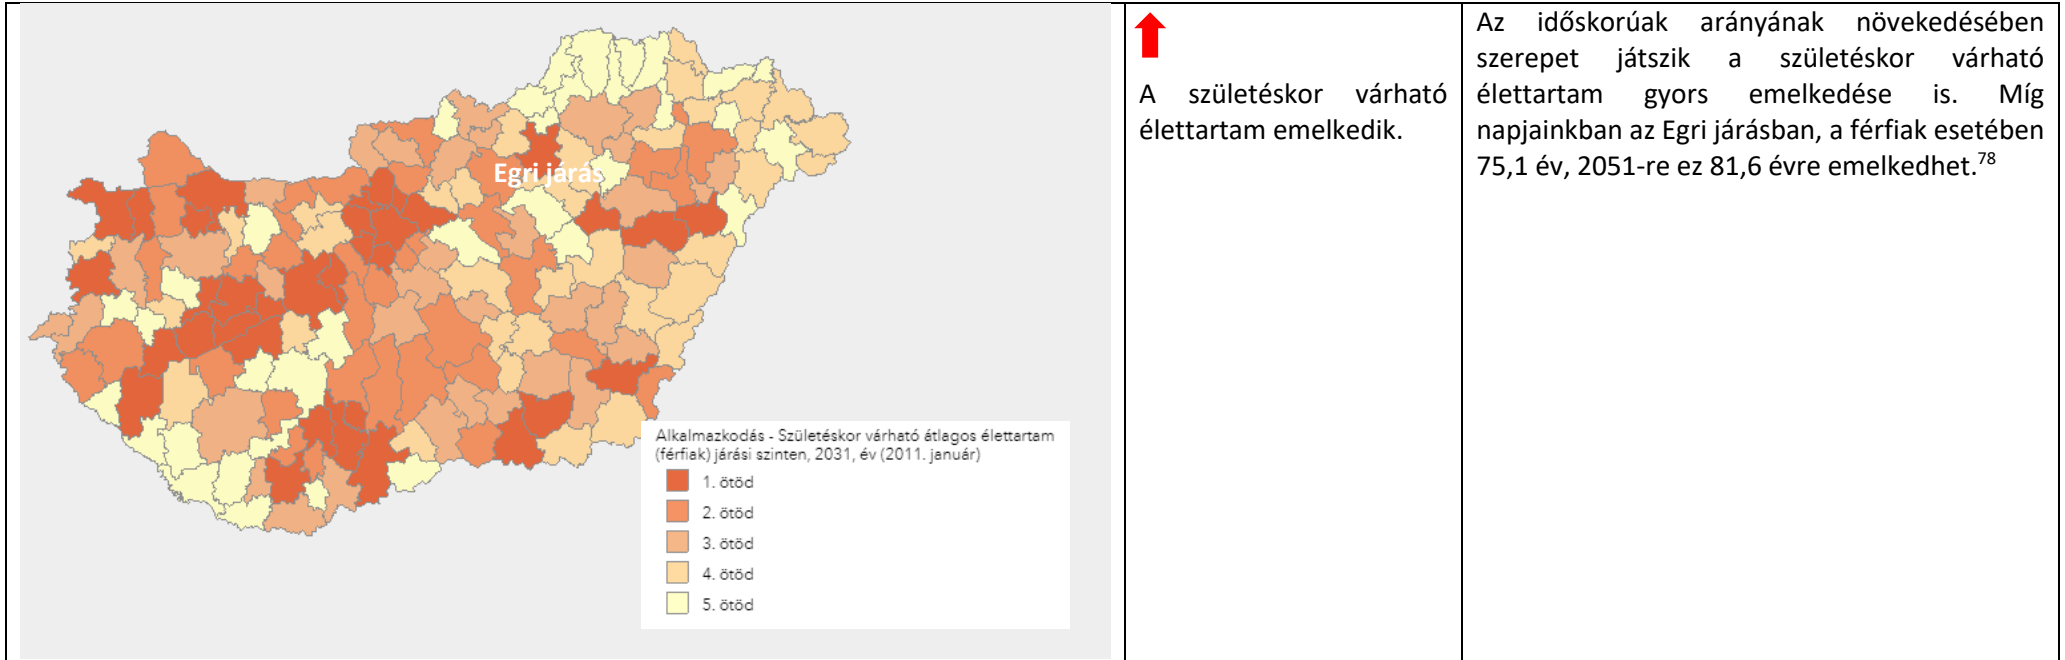 Egri járás
Alkalmazkodás - Születéskor várható átlagos élettartam
(férfiak) járási szinten, 2031, év (2011. január)
1. ötöd
2. ötöd
3. ötöd
4. ötöd
5. ötöd
A születéskor várható
élettartam emelkedik.
Az időskorúak arányának növekedésében
szerepet játszik a születéskor várható
élettartam gyors emelkedése is. Míg
napjainkban az Egri járásban, a férfiak esetében
75,1 év, 2051-re ez 81,6 évre emelkedhet.78